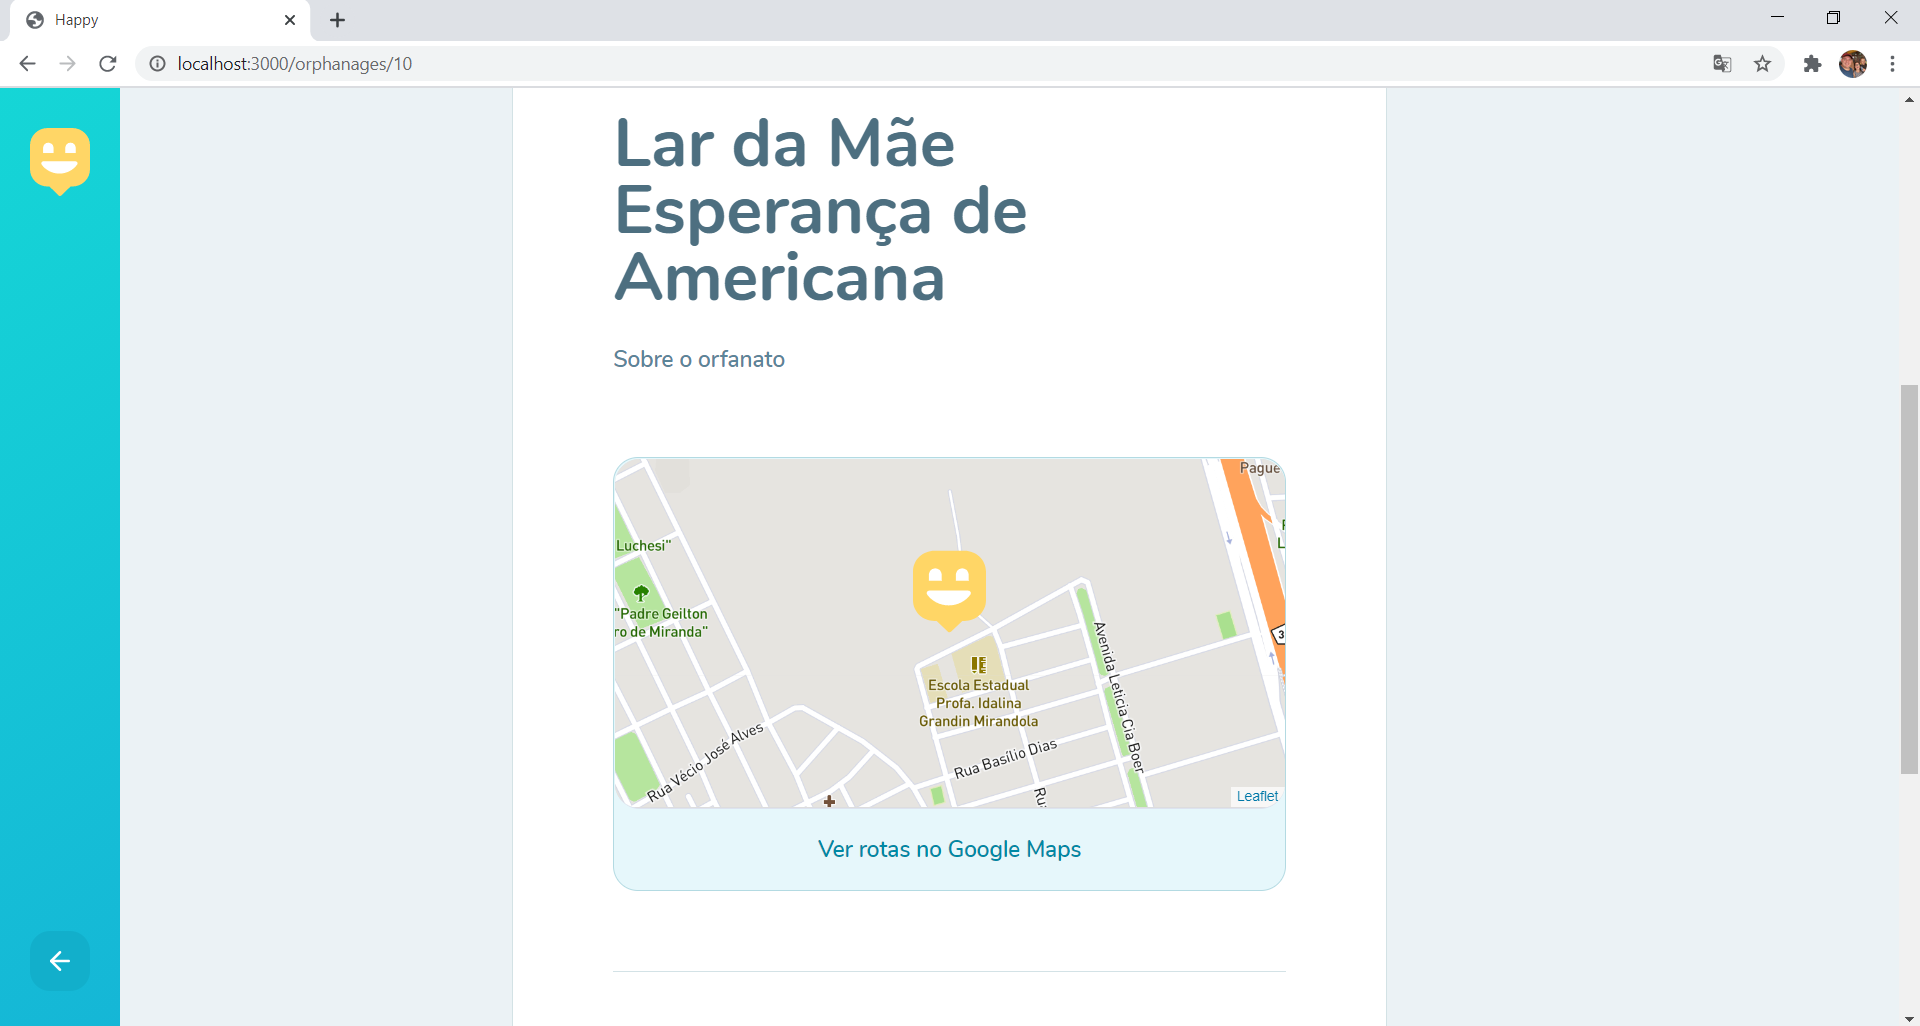 Happy
localhost:3000/orphanages/10
Lar da Mãe
Esperança de
Americana
Sobre o orfanato
Pague
Luchesi"
"Padre Geilton
ro de Miranda"
L
3
Avenida Leticia Cia Boer
Escola Estadual
Profa. Idalina
Grandin Mirandola
Rua Vécio José Alves
Rua Basílio Dias
Ru
Leaflet
Ver rotas no Google Maps